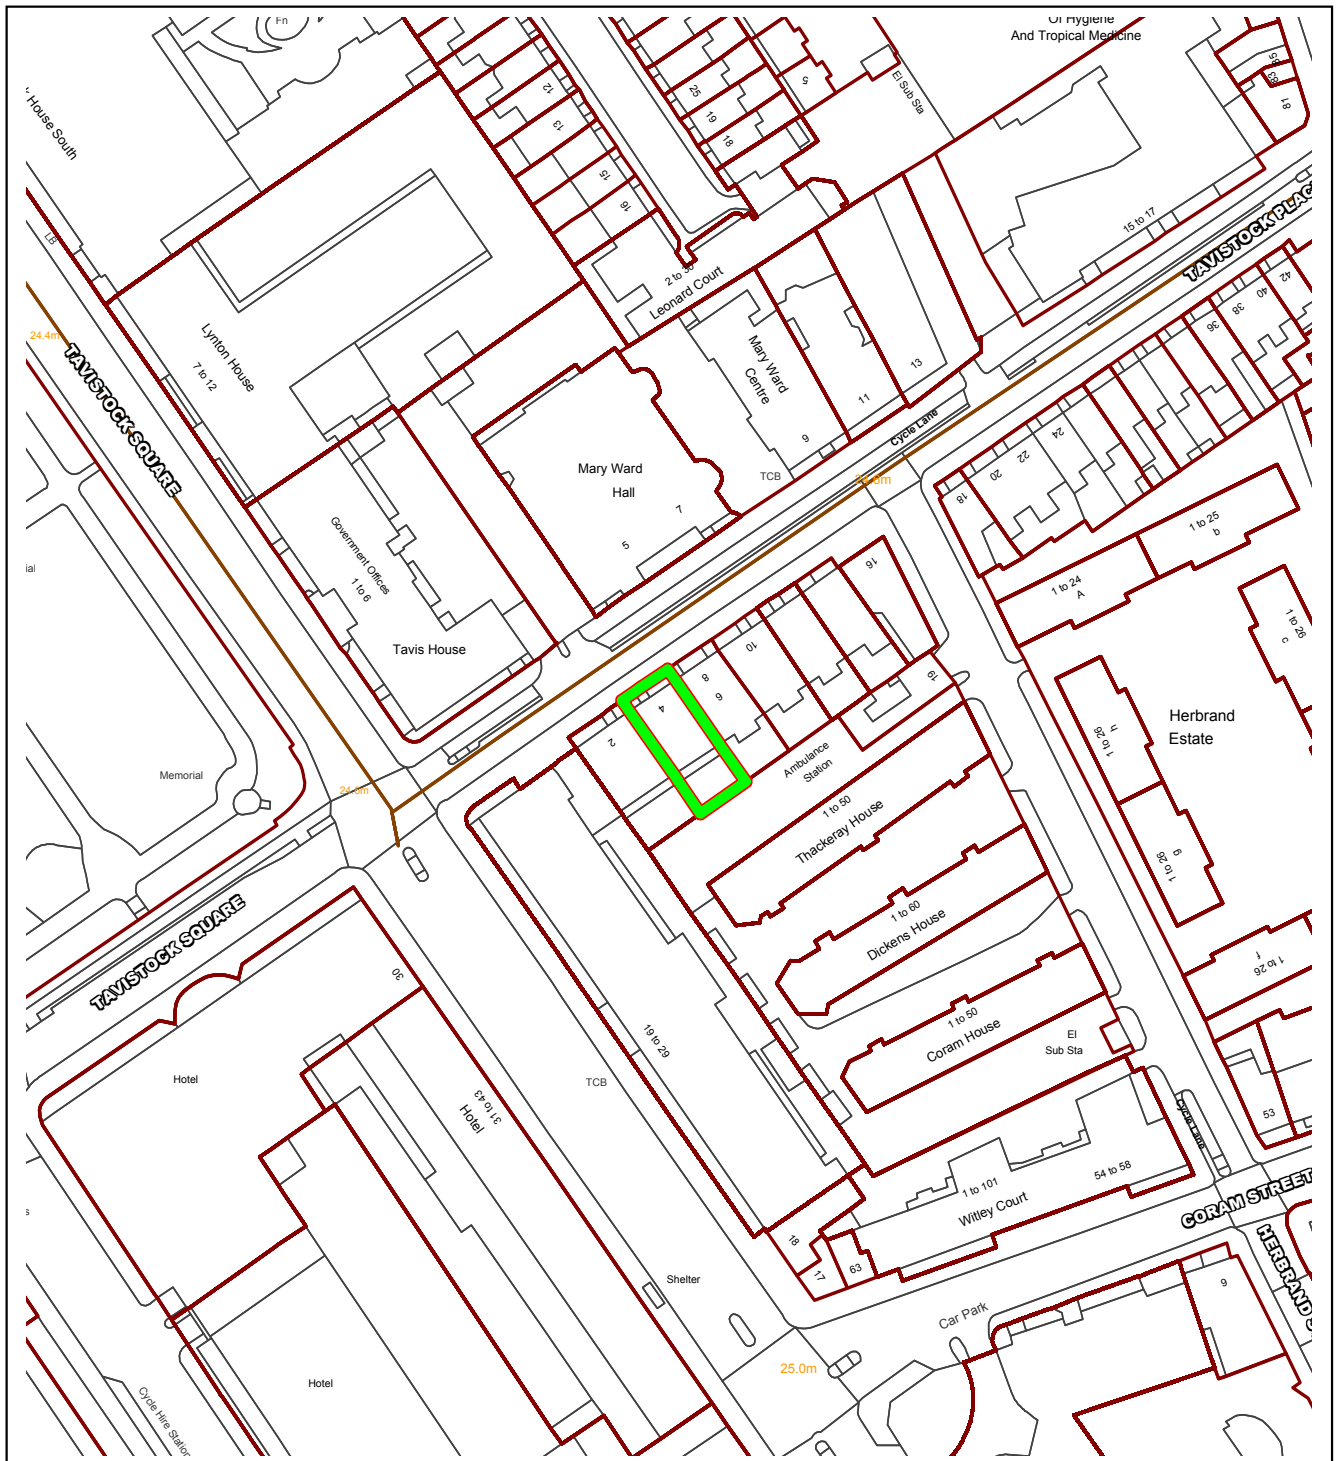 Fn
Of Hygiene
And Tropical Medicine
El Sub Sta
House South
LB
12
13
15
16
25
19
18
5
85
83
81
15 to 17
TAVISTOCK PLAC
2 to 30
Leonard Court
Lynton House
7 to 12
24.4m
TAVISTOCK SQUARE
Mary Ward
Centre
9
11
13
Cycle Lane
TCB
Mary Ward
Hall
5
7
Government Offices
1 to 6
Tavis House
42
40
38
36
24
22
20
18
1 to 25
b
1 to 24
A
1 to 26
c
16
10
8
6
4
2
19
Ambulance
Station
1 to 50
Thackeray House
1 to 60
Dickens House
1 to 50
Coram House
El
Sub Sta
Herbrand
Estate
1 to 26
h
1 to 26
g
1 to 26
f
53
ial
Memorial
24.6m
TAVISTOCK SQUARE
30
Hotel
31 to 43
Hotel
19 to 29
TCB
Cycle Lane
54 to 58
1 to 101
Witley Court
CORAM STREET
HERBRAND S
18
17
63
9
Shelter
Car Park
25.0m
Hotel
Cycle Hire Station